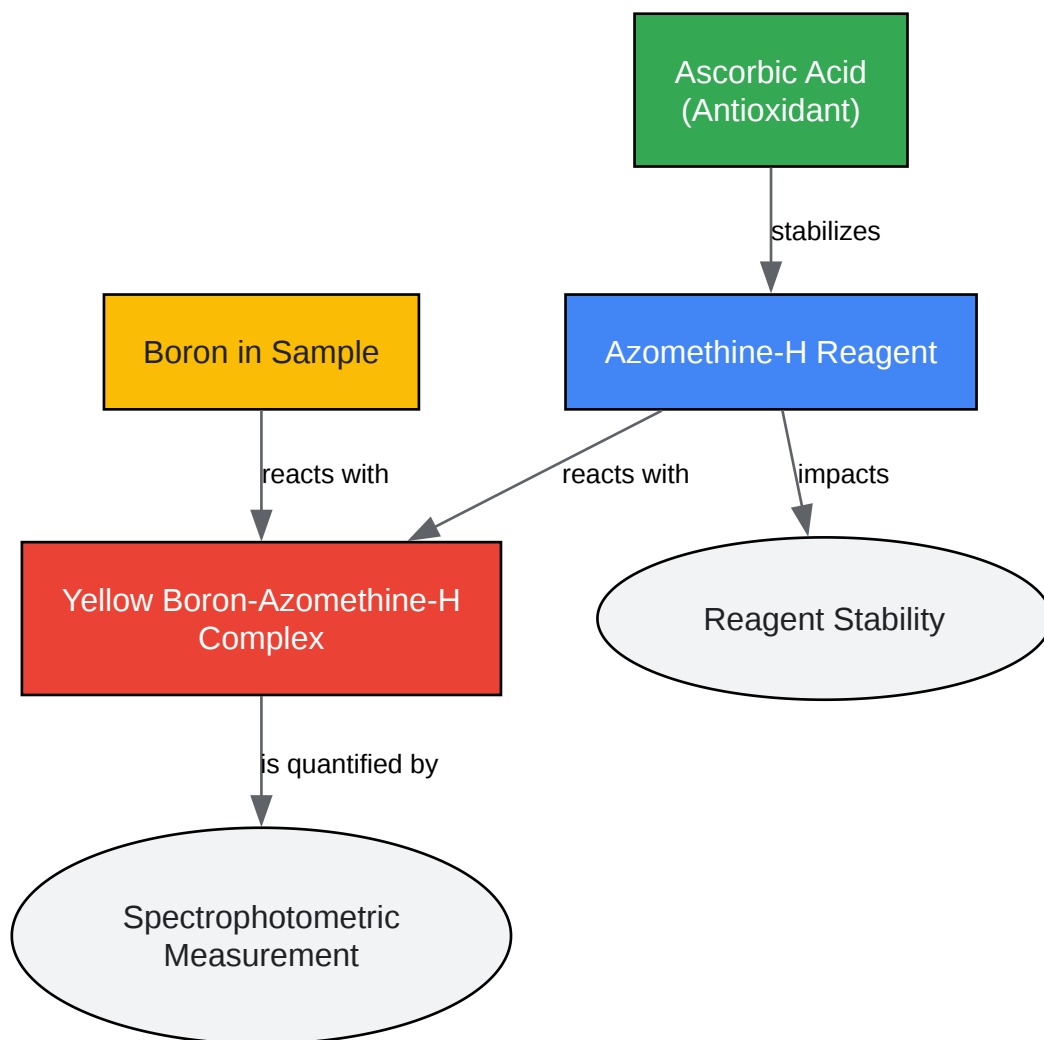 Ascorbic Acid
(Antioxidant)
stabilizes
Boron in Sample
Azomethine-H Reagent
reacts with
reacts with
impacts
Yellow Boron-Azomethine-H
Complex
Reagent Stability
is quantified by
Spectrophotometric
Measurement